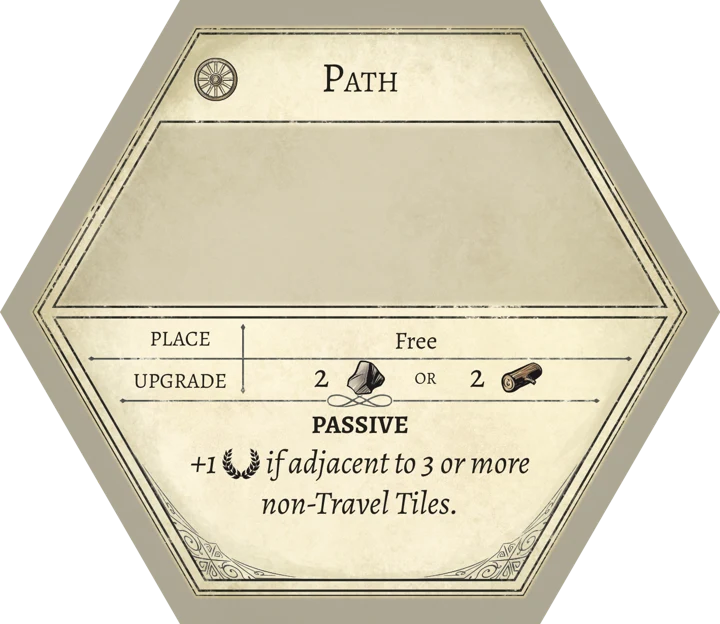 Path
PLACE Free
UPGRADE 2 OR 2
PASSIVE
+1 if adjacent to 3 or more
non-Travel Tiles.